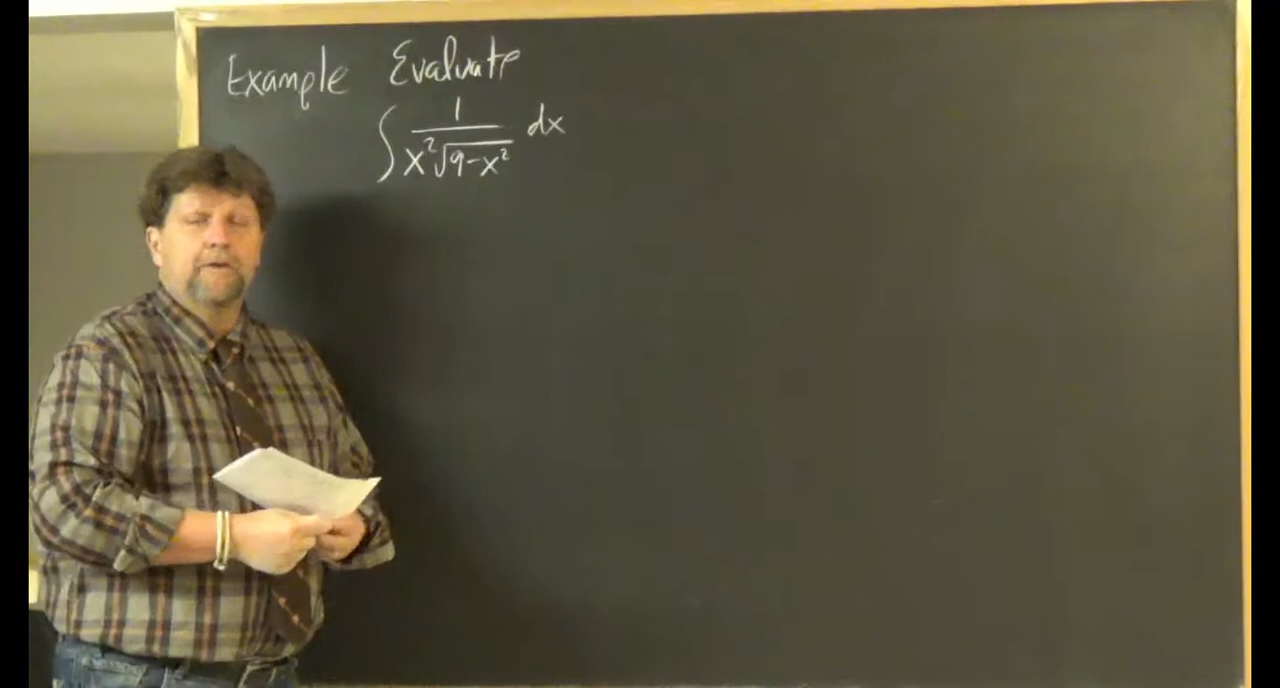 Example Evaluate
∫ 1/(x²√(9-x²)) dx